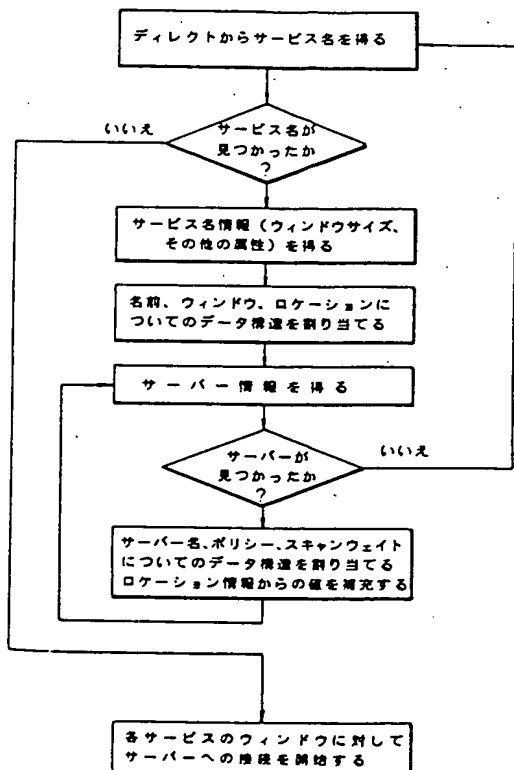 ディレクトからサービス名を得る
いいえ
サービス名が
見つかったか
?
サービス名情報(ウィンドウサイズ、
その他の属性)を得る
名前、ウィンドウ、ロケーションに
ついてのデータ構造を割り当てる
サーバー情報を得る
サーバーが
見つかったか
?
いいえ
サーバー名、ポリシー、スキャンウェイト
についてのデータ構造を割り当てる
ロケーション情報からの値を補充する
各サービスのウィンドウに対して
サーバーへの接続を開始する